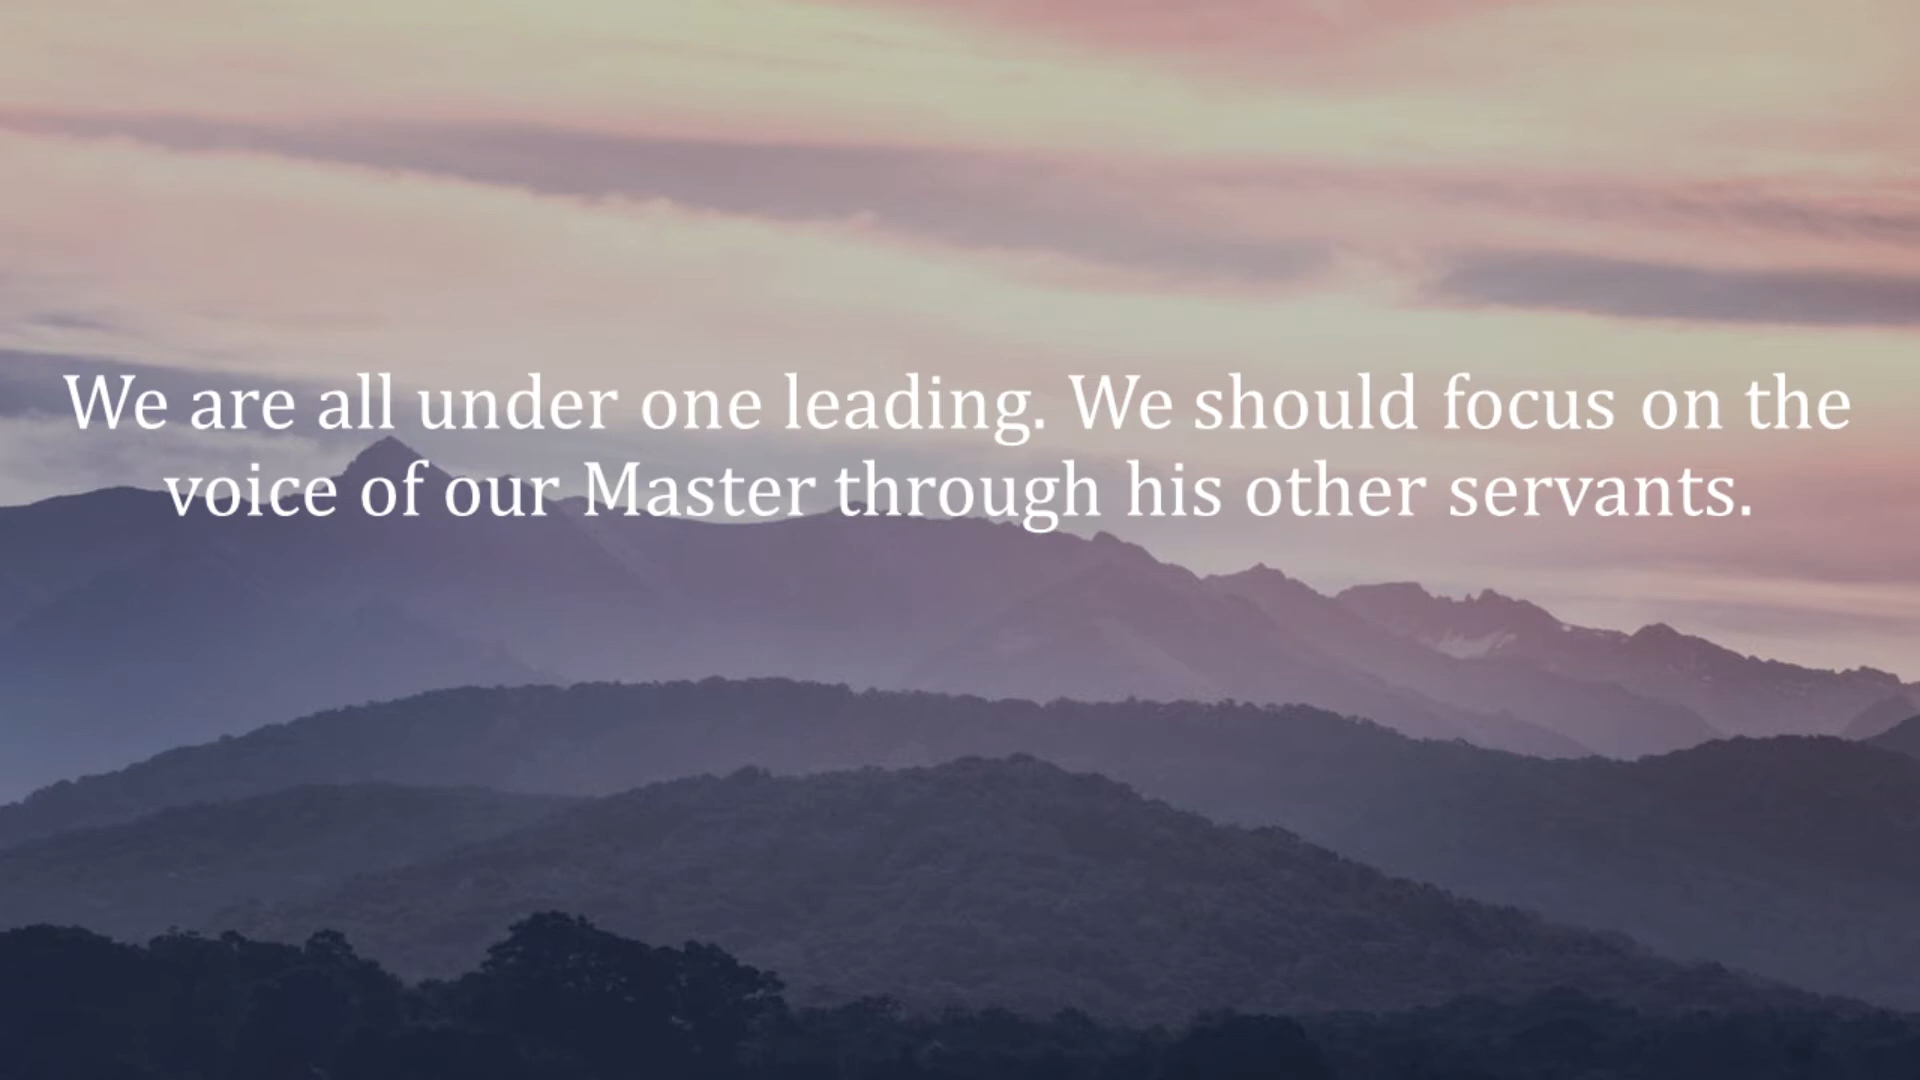 We are all under one leading. We should focus on the
voice of our Master through his other servants.